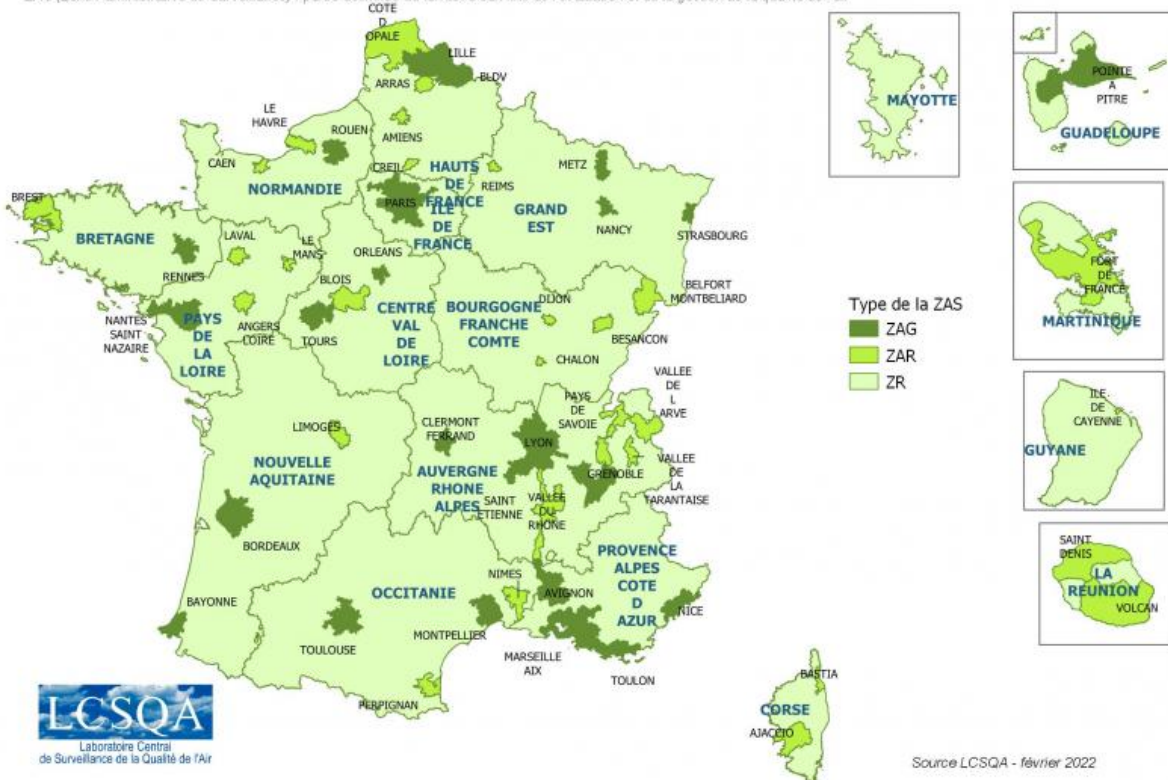 COTE
D
OPALE
LILLE
BLDV
ARRAS
LE
HAVRE
ROUEN
AMIENS
CAEN
CREIL
HAUTS
DE
FRANCE
REIMS
METZ
NORMANDIE
PARIS
ILE
DE
FRANCE
GRAND
EST
NANCY
STRASBOURG
BREST
BRETAGNE
LAVAL
LE
MANS
ORLEANS
RENNES
BLOIS
BELFORT
MONTBELIARD
NANTES
SAINT
NAZAIRE
PAYS
DE
LA
LOIRE
ANGERS
LOIRE
TOURS
CENTRE
VAL
DE
LOIRE
BOURGOGNE
FRANCHE
COMTE
DIJON
BESANCON
CHALON
PAYS
DE
SAVOIE
VALLEE
DE
L
ARVE
LIMOGES
CLERMONT
FERRAND
LYON
NOUVELLE
AQUITAINE
AUVERGNE
RHONE
ALPES
GRENOBLE
VALLEE
DE
LA
TARANTAISE
SAINT
ETIENNE
VALLEE
DU
RHONE
BORDEAUX
PROVENCE
ALPES
COTE
D
AZUR
NIMES
OCCITANIE
AVIGNON
BAYONNE
NICE
TOULOUSE
MONTPELLIER
MARSEILLE
AIX
TOULON
PERPIGNAN
BASTIA
CORSE
AJACCIO
MAYOTTE
POINTE
A
PITRE
GUADELOUPE
FORT
DE
FRANCE
MARTINIQUE
ILE
DE
CAYENNE
GUYANE
SAINT
DENIS
LA
REUNION
VOLCAN
Type de la ZAS
ZAG
ZAR
ZR
LCSQA
Laboratoire Central
de Surveillance de la Qualité de l'Air
Source LCSQA - février 2022